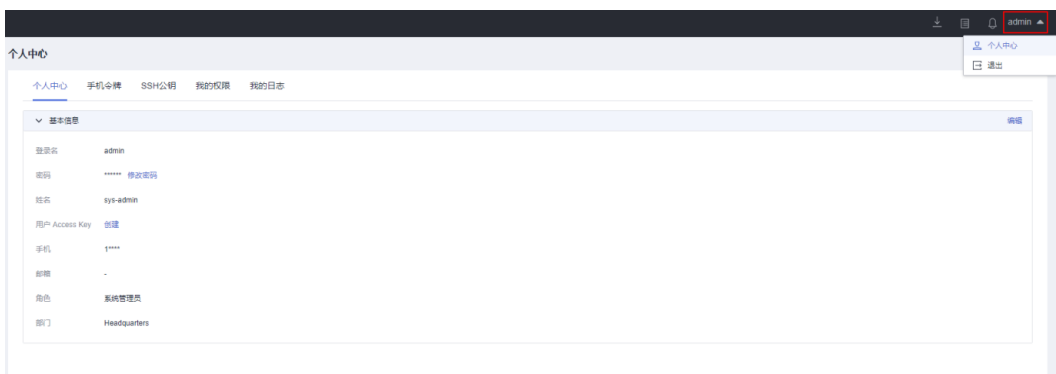 admin
个人中心
退出
个人中心
个人中心 手机令牌 SSH公钥 我的权限 我的日志
基本信息 编辑
登录名 admin
密码 ****** 修改密码
姓名 sys-admin
用户 Access Key 创建
手机 1****
邮箱 -
角色 系统管理员
部门 Headquarters